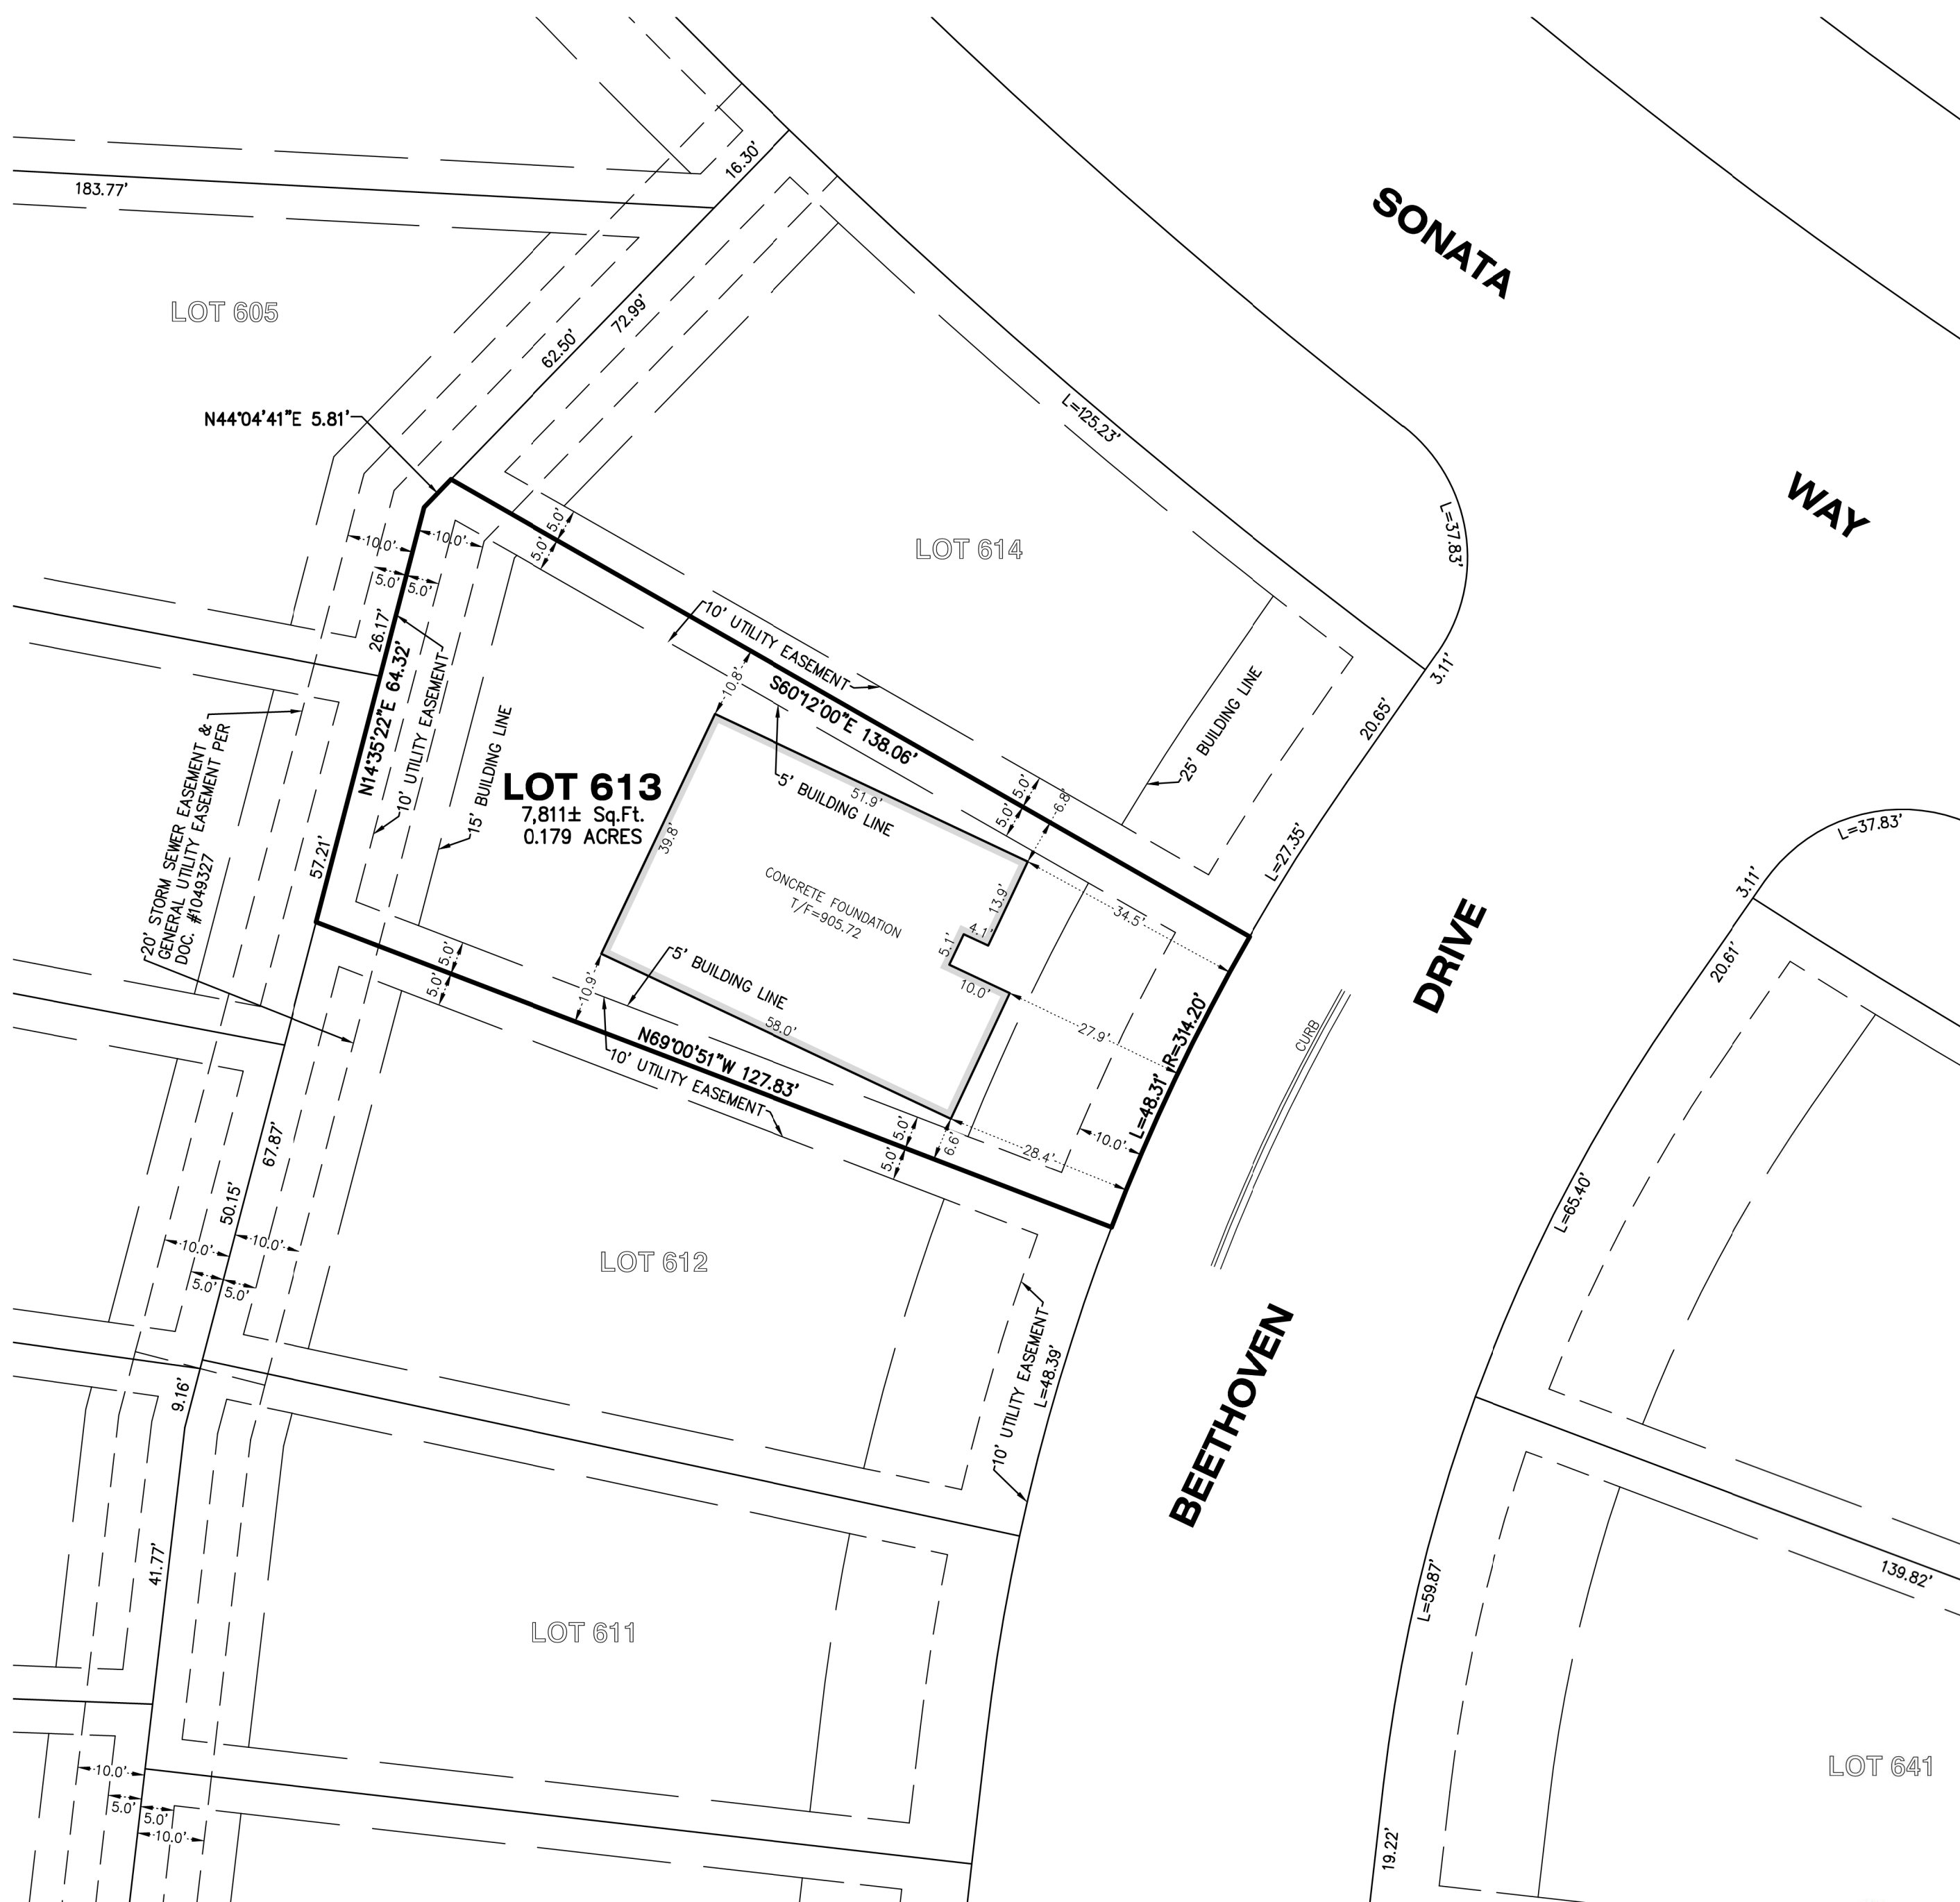 SONATA
WAY
16.30'
183.77'
LOT 605
72.99'
62.50'
N44°04'41"E 5.81'
L=125.23'
L=37.83'
LOT 614
5.0'
5.0'
10.0'
10.0'
5.0'
5.0'
26.17'
N14°35'22"E 64.32'
10' UTILITY EASEMENT
15' BUILDING LINE
10' UTILITY EASEMENT
10.8'
S60°12'00"E 138.06'
25' BUILDING LINE
3.11'
20.65'
L=27.35'
20' STORM SEWER EASEMENT &
GENERAL UTILITY EASEMENT PER
DOC. #1049327
57.21'
LOT 613
7,811± Sq.Ft.
0.179 ACRES
5' BUILDING LINE
51.9'
39.8'
5.0'
5.0'
6.8'
CONCRETE FOUNDATION
T/F=905.72
13.9'
4.1'
5.1'
10.0'
34.5'
27.9'
5' BUILDING LINE
58.0'
10.9'
5.0'
5.0'
N69°00'51"W 127.83'
10' UTILITY EASEMENT
5.0'
5.0'
6.6'
28.4'
10.0'
L=48.31' R=314.20'
CURB
DRIVE
BEETHOVEN
L=37.83'
3.11'
20.61'
L=65.40'
67.87'
50.15'
10.0'
10.0'
5.0'
5.0'
LOT 612
10' UTILITY EASEMENT
L=48.39'
9.16'
41.77'
LOT 611
L=59.87'
139.82'
LOT 641
10.0'
5.0'
5.0'
10.0'
19.22'